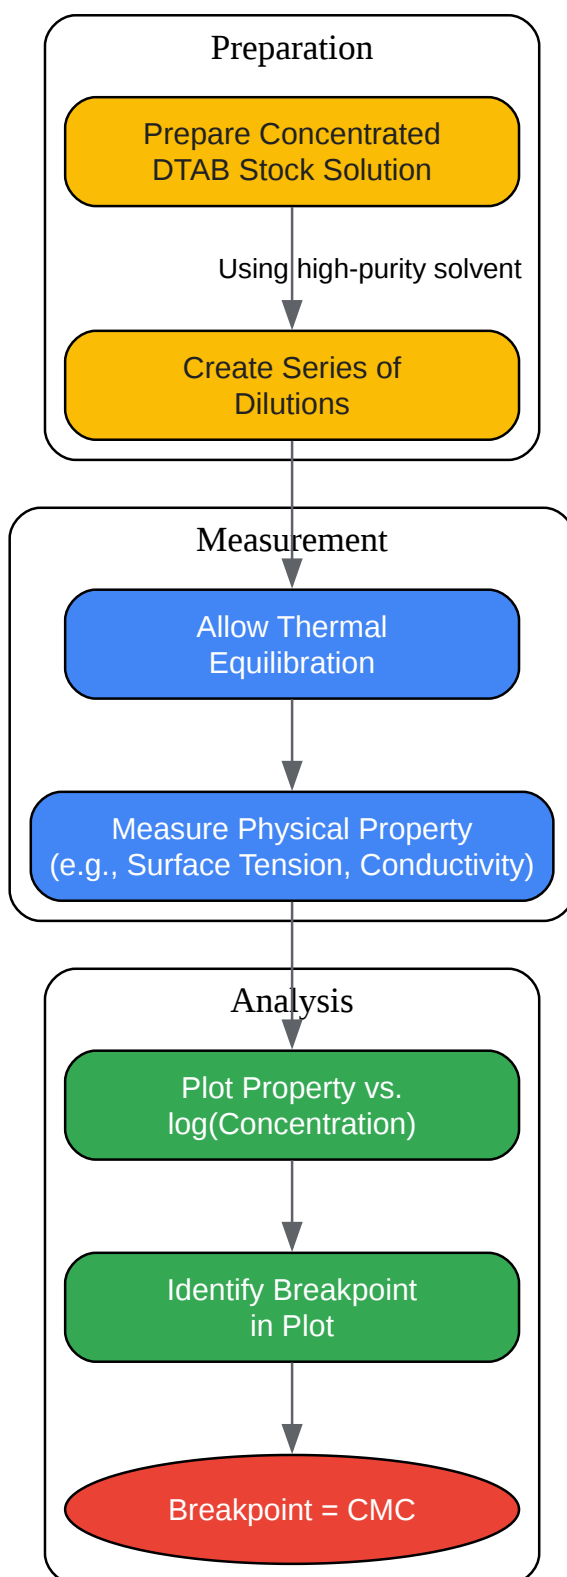 Preparation
Prepare Concentrated
DTAB Stock Solution
Using high-purity solvent
Create Series of
Dilutions
Measurement
Allow Thermal
Equilibration
Measure Physical Property
(e.g., Surface Tension, Conductivity)
Analysis
Plot Property vs.
log(Concentration)
Identify Breakpoint
in Plot
Breakpoint = CMC